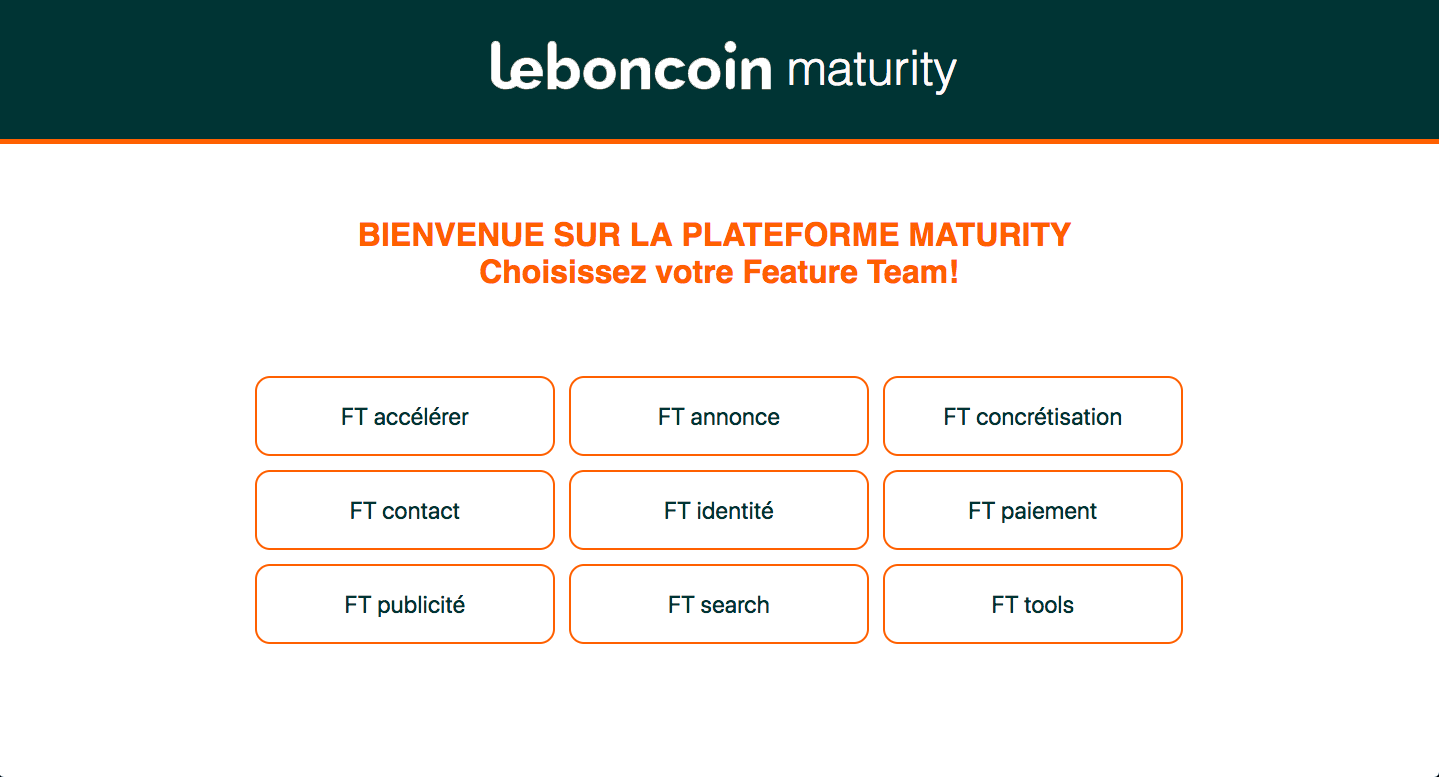 leboncoin maturity
BIENVENUE SUR LA PLATEFORME MATURITY
Choisissez votre Feature Team!
FT accélérer
FT annonce
FT concrétisation
FT contact
FT identité
FT paiement
FT publicité
FT search
FT tools